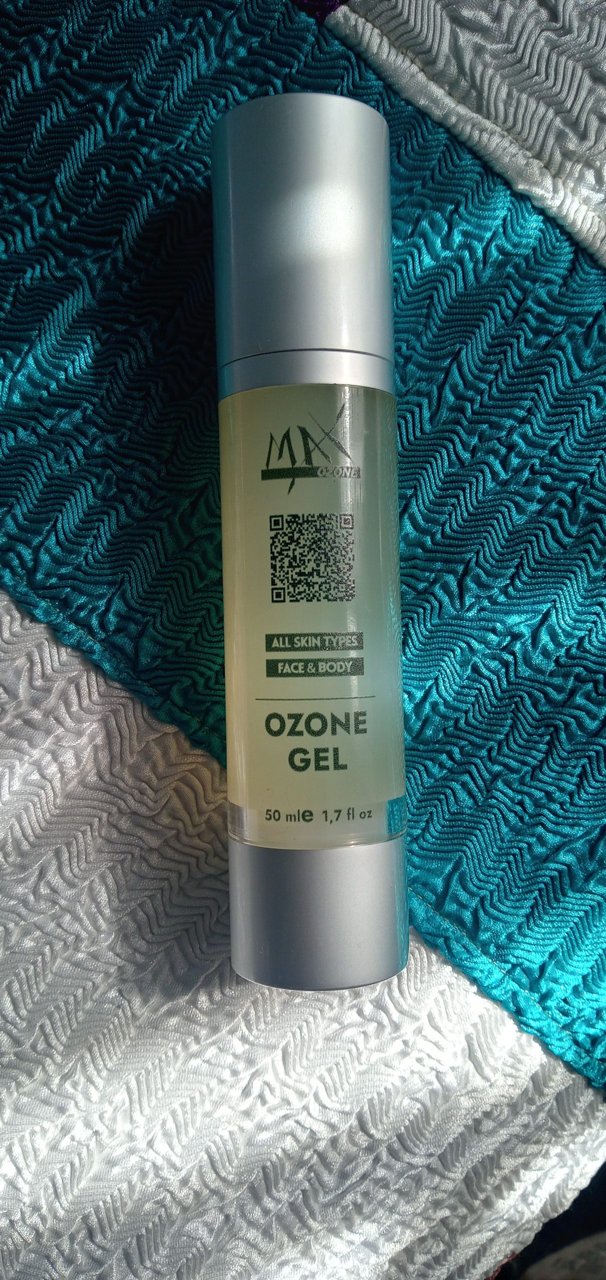 MAX
OZONE
ALL SKIN TYPES
FACE & BODY
OZONE
GEL
50 ml℮ 1,7 fl oz